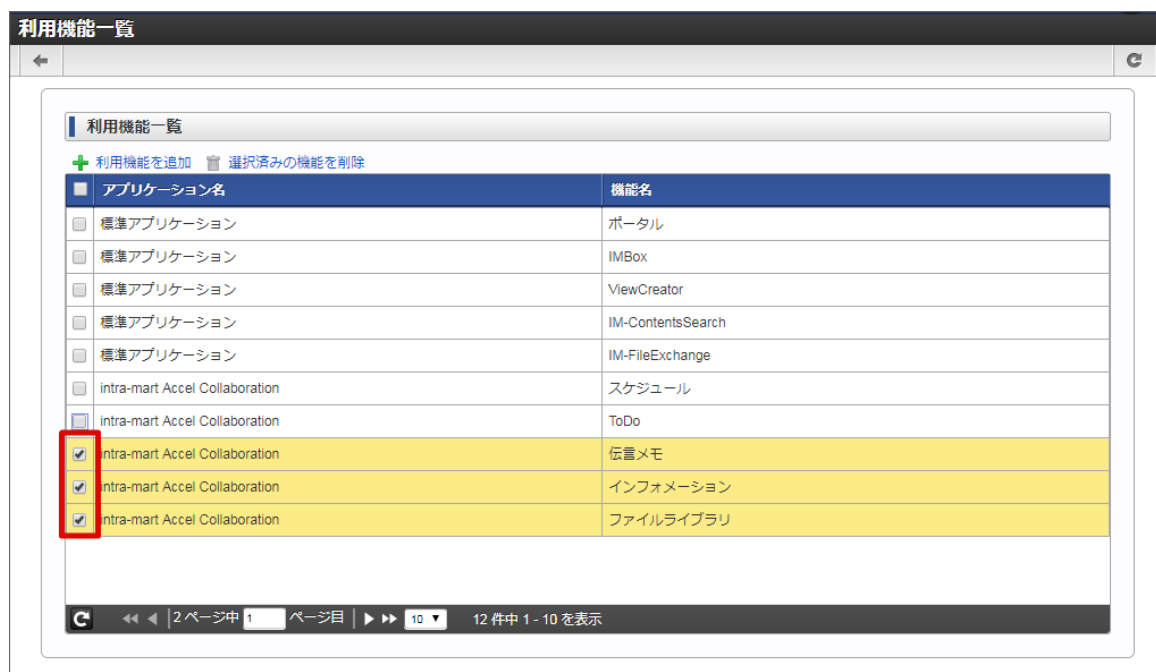 利用機能一覧
利用機能一覧
利用機能を追加 選択済みの機能を削除
アプリケーション名 機能名
標準アプリケーション ポータル
標準アプリケーション IMBox
標準アプリケーション ViewCreator
標準アプリケーション IM-ContentsSearch
標準アプリケーション IM-FileExchange
intra-mart Accel Collaboration スケジュール
intra-mart Accel Collaboration ToDo
intra-mart Accel Collaboration 伝言メモ
intra-mart Accel Collaboration インフォメーション
intra-mart Accel Collaboration ファイルライブラリ
2 ページ中 1 ページ目 10 12 件中 1 - 10 を表示